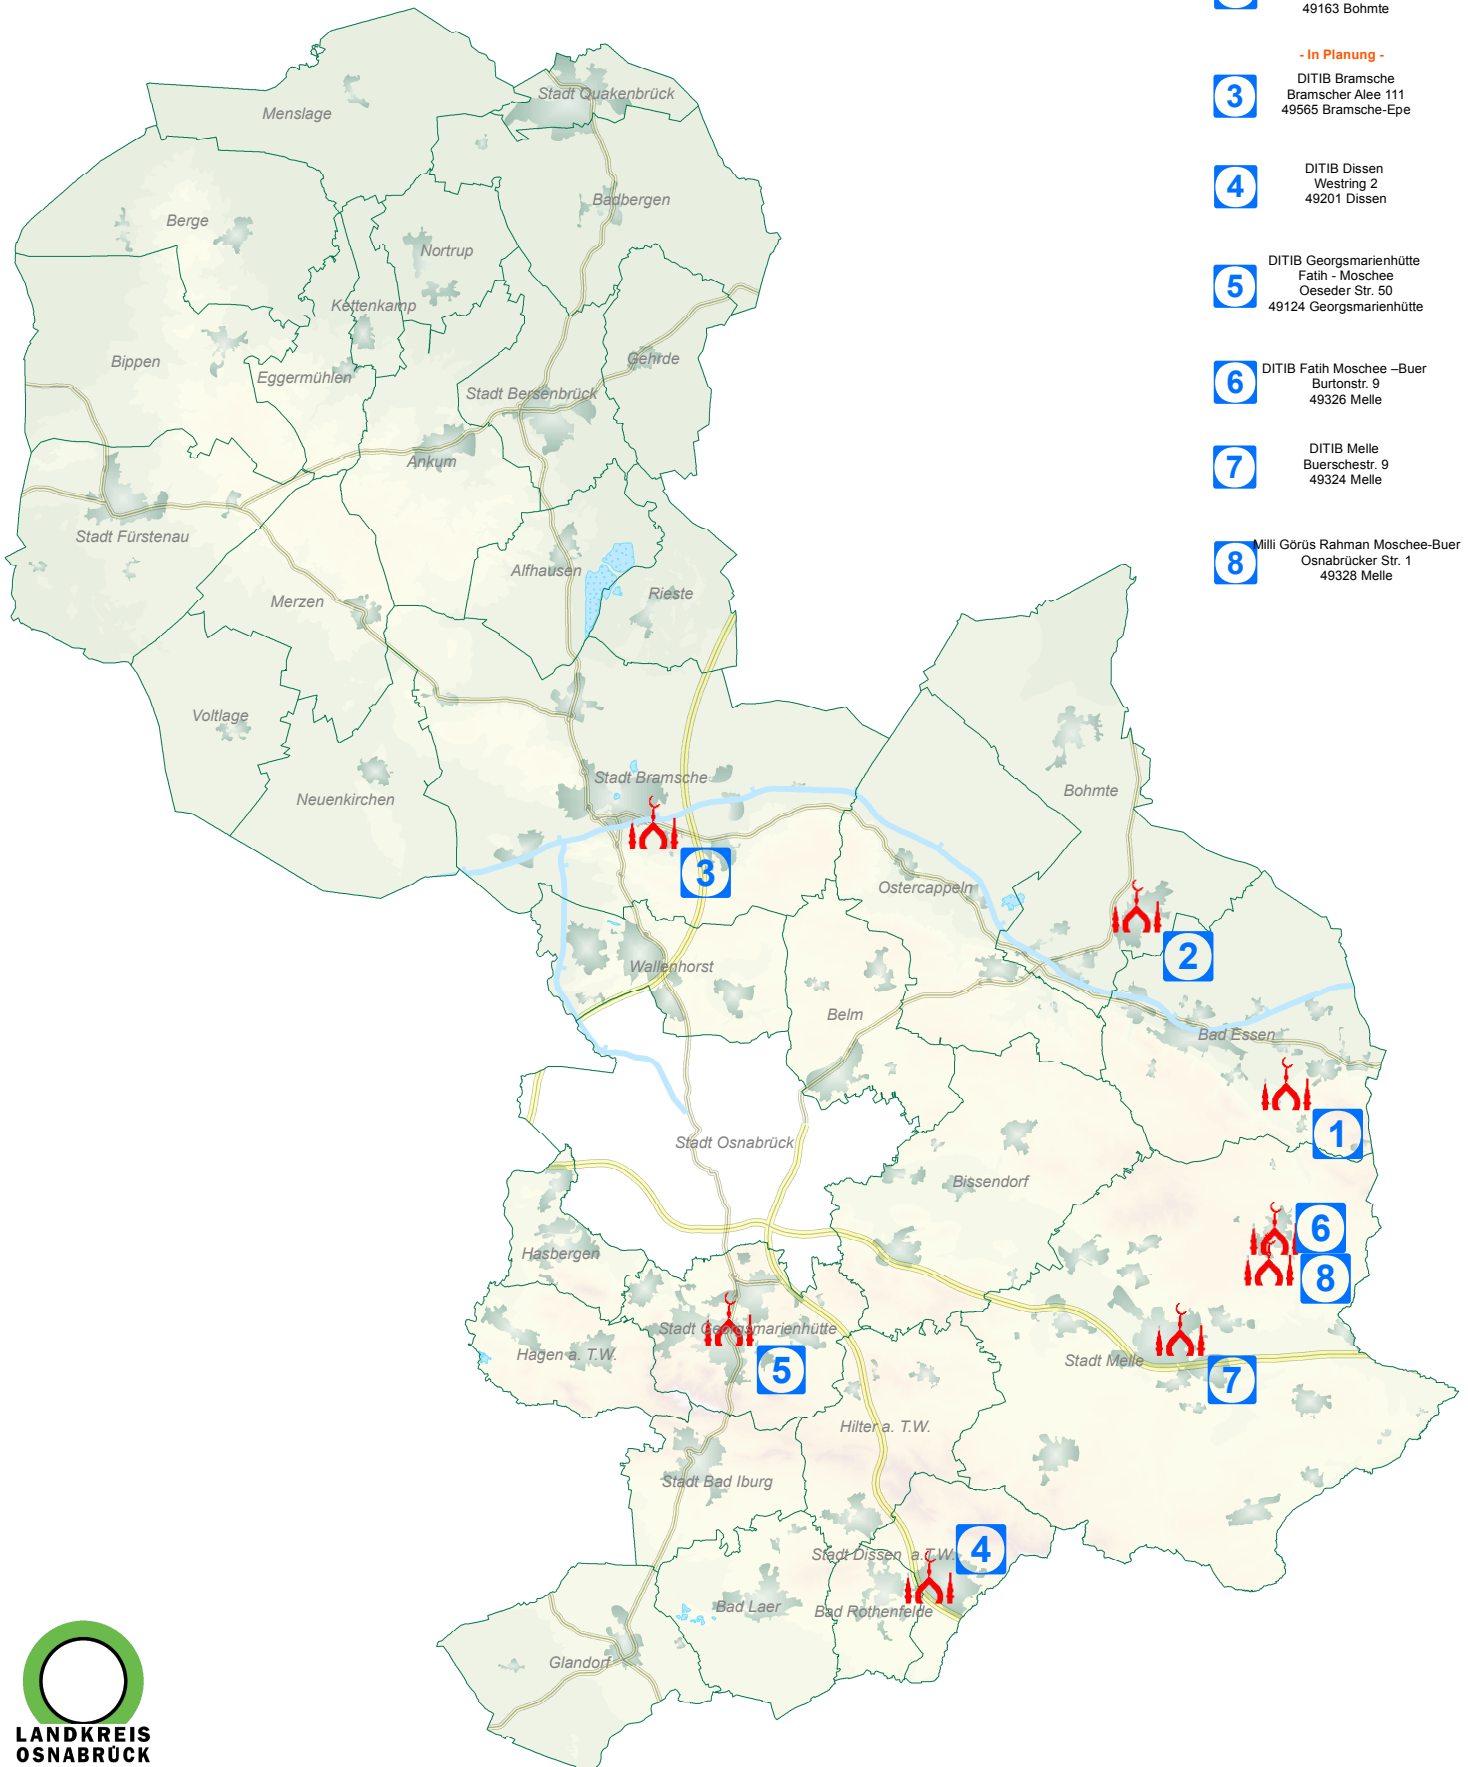 49163 Bohmte
- In Planung -
3
DITIB Bramsche
Bramscher Alee 111
49565 Bramsche-Epe
4
DITIB Dissen
Westring 2
49201 Dissen
5
DITIB Georgsmarienhütte
Fatih - Moschee
Oeseder Str. 50
49124 Georgsmarienhütte
6
DITIB Fatih Moschee –Buer
Burtonstr. 9
49326 Melle
7
DITIB Melle
Buerschestr. 9
49324 Melle
8
Milli Görüs Rahman Moschee-Buer
Osnabrücker Str. 1
49328 Melle
Stadt Quakenbrück
Menslage
Badbergen
Berge
Nortrup
Kettenkamp
Bippen
Gehrde
Eggermühlen
Stadt Bersenbrück
Ankum
Stadt Fürstenau
Alfhausen
Rieste
Merzen
Voltlage
Stadt Bramsche
Neuenkirchen
Bohmte
3
Ostercappeln
2
Wallenhorst
Belm
Bad Essen
1
Stadt Osnabrück
Bissendorf
6
Hasbergen
8
Stadt Georgsmarienhütte
Hagen a. T.W.
Stadt Melle
5
7
Hilter a. T.W.
Stadt Bad Iburg
4
Stadt Dissen a.T.W.
Bad Laer
Bad Rothenfelde
Glandorf
LANDKREIS
OSNABRÜCK